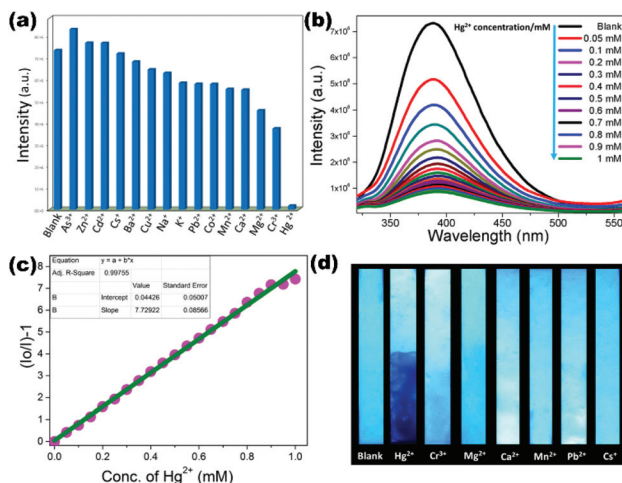 (a)
Intensity (a.u.)
Blank
As³⁺
Zn²⁺
Cd²⁺
Cs⁺
Ba²⁺
Cu²⁺
Na⁺
K⁺
Pb²⁺
Co²⁺
Mn²⁺
Ca²⁺
Mg²⁺
Cr³⁺
Hg²⁺
(b)
Intensity (a.u.)
7x10⁶
6x10⁶
5x10⁶
4x10⁶
3x10⁶
2x10⁶
1x10⁶
350
400
450
500
550
Wavelength (nm)
Hg²⁺ concentration/mM
Blank
0.05 mM
0.1 mM
0.2 mM
0.3 mM
0.4 mM
0.5 mM
0.6 mM
0.7 mM
0.8 mM
0.9 mM
1 mM
(c)
Equation y = a + b*x
Adj. R-Square 0.99755
Value Standard Error
B Intercept 0.04426 0.05007
B Slope 7.72922 0.08566
(Io/I)-1
8
7
6
5
4
3
2
1
0
0.0 0.2 0.4 0.6 0.8 1.0
Conc. of Hg²⁺ (mM)
(d)
Blank Hg²⁺ Cr³⁺ Mg²⁺ Ca²⁺ Mn²⁺ Pb²⁺ Cs⁺